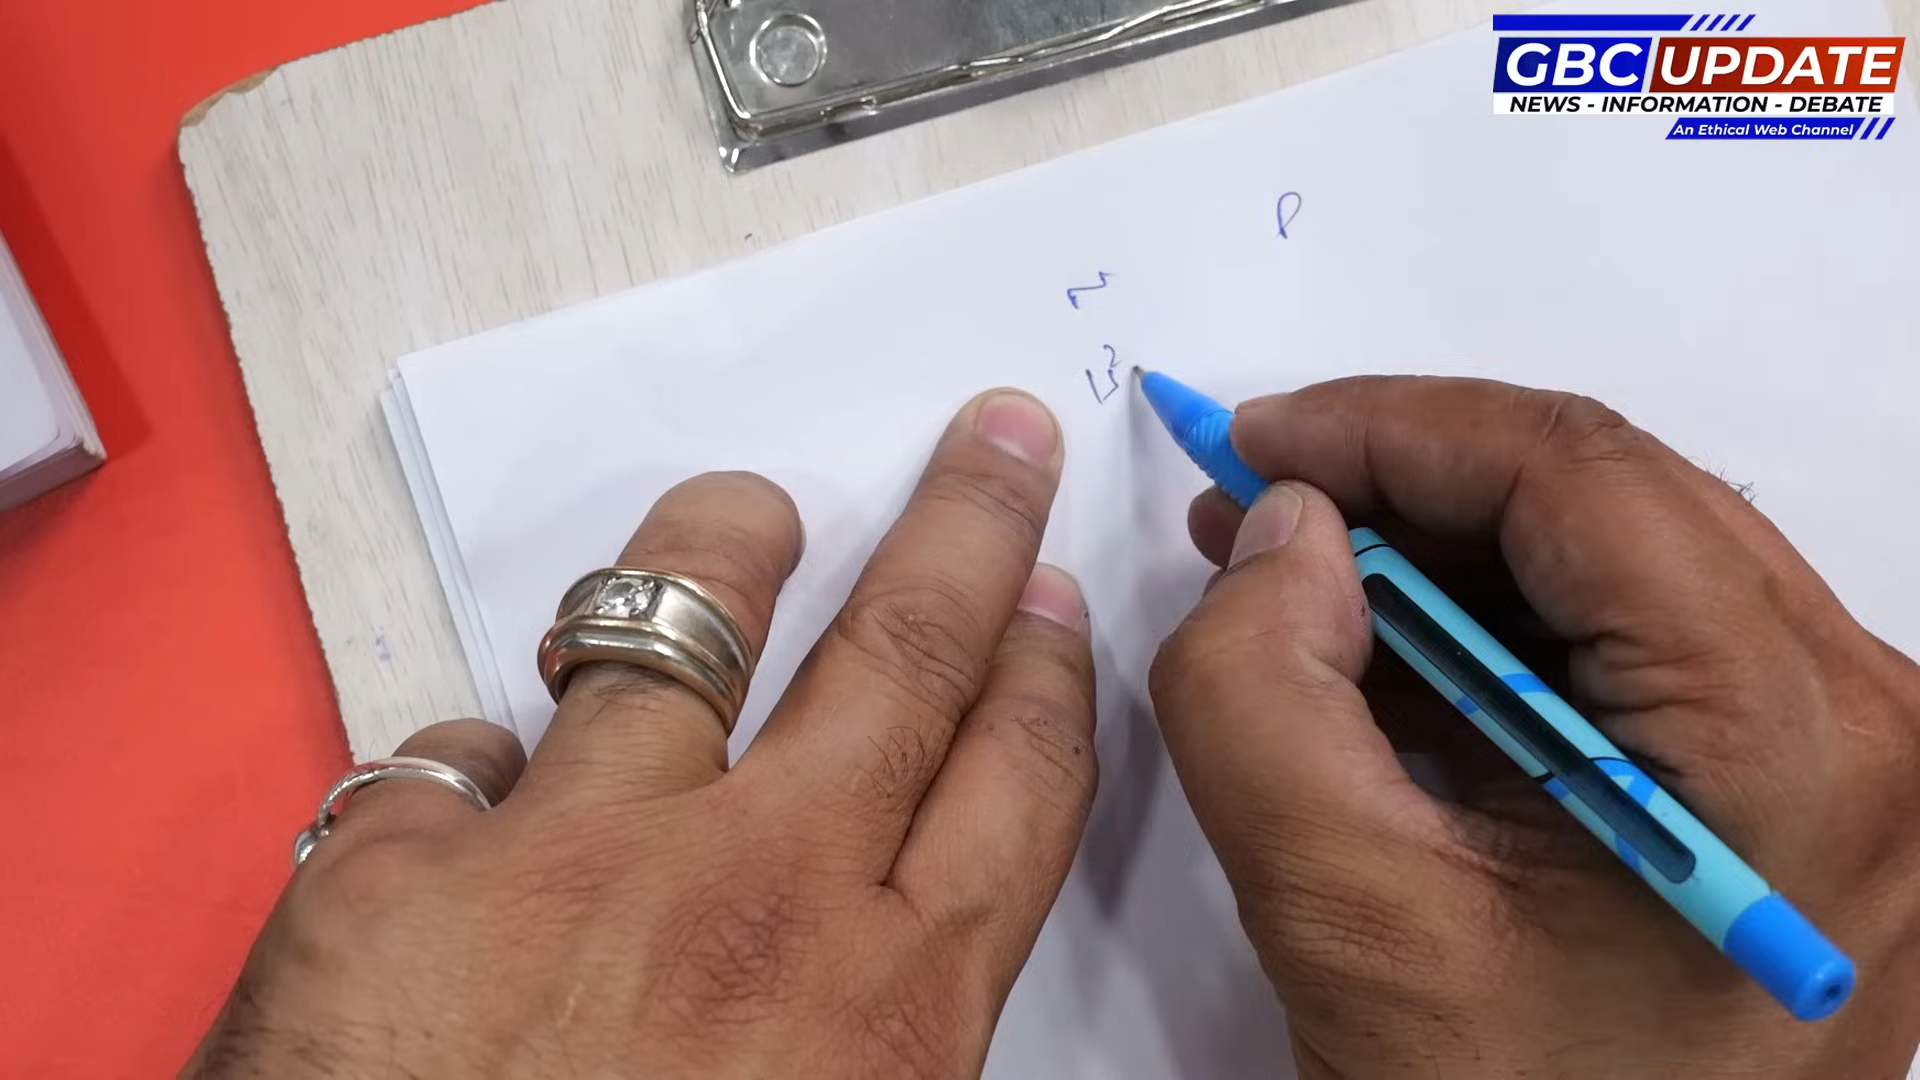 GBC UPDATE
NEWS - INFORMATION - DEBATE
An Ethical Web Channel
P